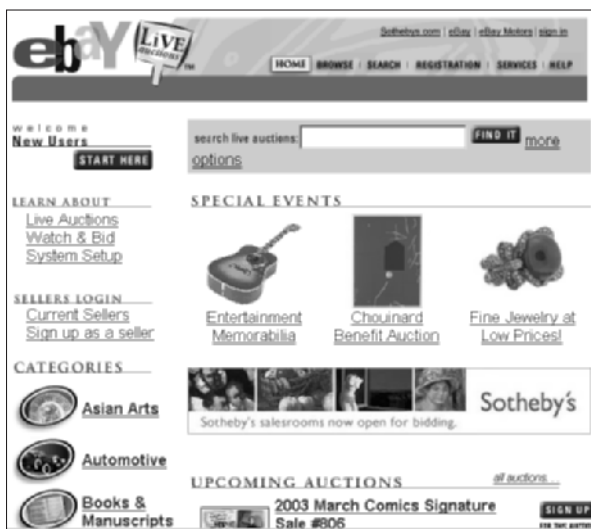 ebaY LiVE auctions ™
Sothebys.com | eBay | eBay Motors | sign in
HOME BROWSE | SEARCH | REGISTRATION | SERVICES | HELP
welcome
New Users
START HERE
search live auctions: FIND IT more
options
LEARN ABOUT
Live Auctions
Watch & Bid
System Setup
SELLERS LOGIN
Current Sellers
Sign up as a seller
CATEGORIES
Asian Arts
Automotive
Books &
Manuscripts
SPECIAL EVENTS
Entertainment
Memorabilia
Chouinard
Benefit Auction
Fine Jewelry at
Low Prices!
Sotheby's
Sotheby's salesrooms now open for bidding.
UPCOMING AUCTIONS all auctions...
2003 March Comics Signature
Sale #806
SIGN UP